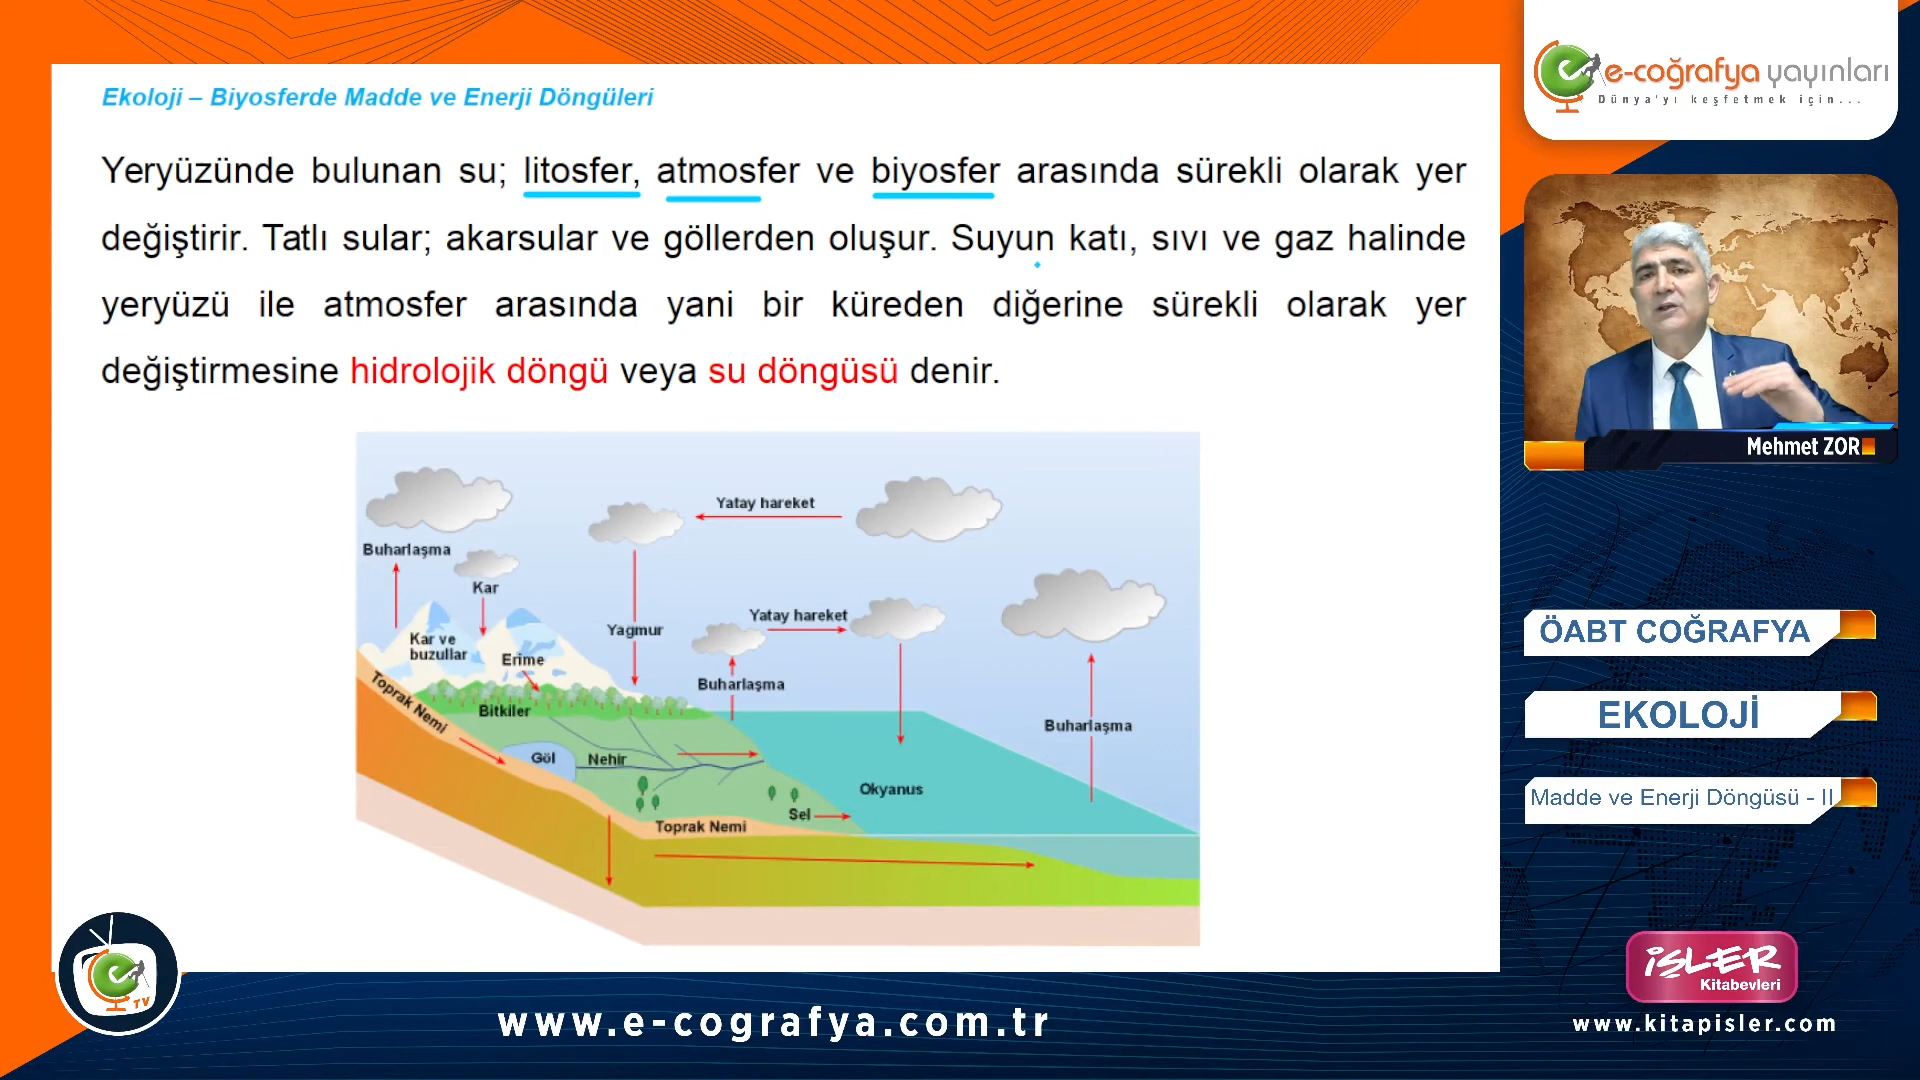 Ekoloji – Biyosferde Madde ve Enerji Döngüleri
Yeryüzünde bulunan su; litosfer, atmosfer ve biyosfer arasında sürekli olarak yer
değiştirir. Tatlı sular; akarsular ve göllerden oluşur. Suyun katı, sıvı ve gaz halinde
yeryüzü ile atmosfer arasında yani bir küreden diğerine sürekli olarak yer
değiştirmesine hidrolojik döngü veya su döngüsü denir.
Yatay hareket
Buharlaşma
Kar
Yatay hareket
Yagmur
Kar ve
buzullar
Erime
Buharlaşma
Toprak Nemi
Bitkiler
Buharlaşma
Göl
Nehir
Okyanus
Sel
Toprak Nemi
e-coğrafya yayınları
Dünya'yı keşfetmek için...
Mehmet ZOR
ÖABT COĞRAFYA
EKOLOJİ
Madde ve Enerji Döngüsü - II
İŞLER
Kitabevleri
www.kitapisler.com
e TV
www.e-cografya.com.tr